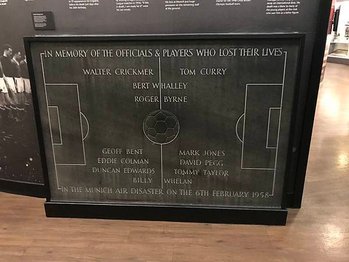 IN MEMORY OF THE OFFICIALS & PLAYERS WHO LOST THEIR LIVES
WALTER CRICKMER TOM CURRY
BERT WHALLEY
ROGER BYRNE
GEOFF BENT MARK JONES
EDDIE COLMAN DAVID PEGG
DUNCAN EDWARDS TOMMY TAYLOR
BILLY WHELAN
IN THE MUNICH AIR DISASTER ON THE 6TH FEBRUARY 1958